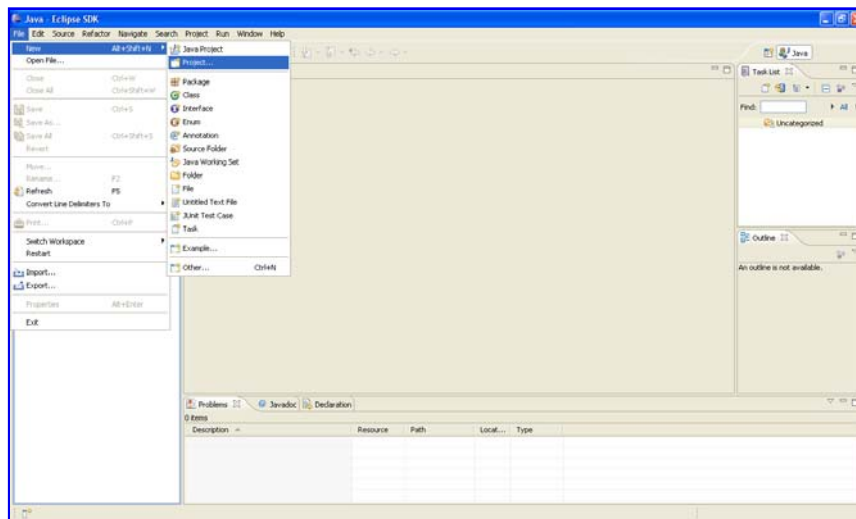 Java - Eclipse SDK
File Edit Source Refactor Navigate Search Project Run Window Help
New Alt+Shift+N
Open File...
Close Ctrl+W
Close All Ctrl+Shift+W
Save Ctrl+S
Save As...
Save All Ctrl+Shift+S
Revert
Move...
Rename... F2
Refresh F5
Convert Line Delimiters To
Print... Ctrl+P
Switch Workspace
Restart
Import...
Export...
Properties Alt+Enter
Exit
Java Project
Project...
Package
Class
Interface
Enum
Annotation
Source Folder
Java Working Set
Folder
File
Untitled Text File
JUnit Test Case
Task
Example...
Other... Ctrl+N
Java
Task List
Find: All
Uncategorized
Outline
An outline is not available.
Problems Javadoc Declaration
0 items
Description Resource Path Locat... Type